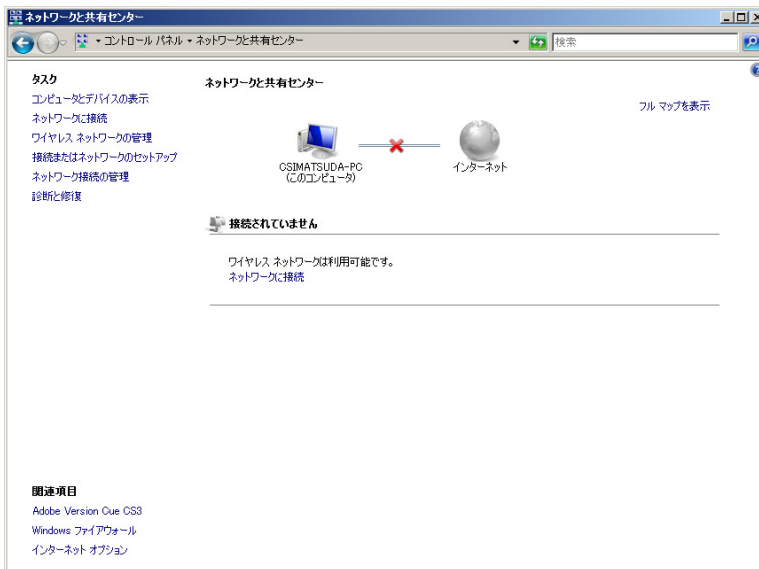 ネットワークと共有センター
コントロール パネル
ネットワークと共有センター
検索
タスク
コンピュータとデバイスの表示
ネットワークに接続
ワイヤレス ネットワークの管理
接続またはネットワークのセットアップ
ネットワーク接続の管理
診断と修復
ネットワークと共有センター
フル マップを表示
CSIMATSUDA-PC
(このコンピュータ)
インターネット
接続されていません
ワイヤレス ネットワークは利用可能です。
ネットワークに接続
関連項目
Adobe Version Cue CS3
Windows ファイアウォール
インターネット オプション